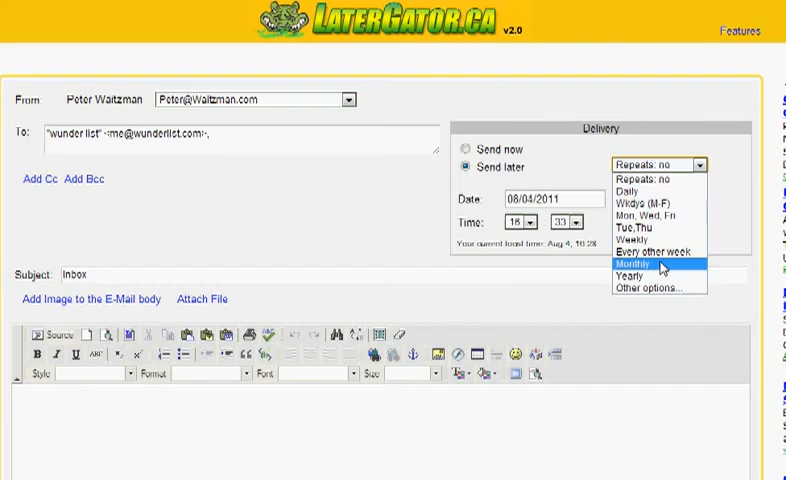 LATERGATOR.CA v2.0
Features
From: Peter Waitzman Peter@Waitzman.com
To: "wunder list" <me@wunderlist.com>,
Add Cc Add Bcc
Delivery
Send now
Send later
Repeats: no
Repeats: no
Daily
Wkdys (M-F)
Mon, Wed, Fri
Tue,Thu
Weekly
Every other week
Monthly
Yearly
Other options...
Date: 08/04/2011
Time: 16 33
Your current local time: Aug 4, 16:28
Subject: Inbox
Add Image to the E-Mail body Attach File
Source
B I U ABC
Style Format Font Size